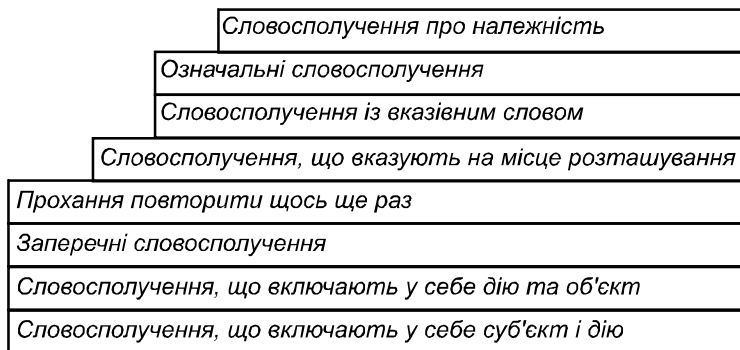 Словосполучення про належність
Означальні словосполучення
Словосполучення із вказівним словом
Словосполучення, що вказують на місце розташування
Прохання повторити щось ще раз
Заперечні словосполучення
Словосполучення, що включають у себе дію та об'єкт
Словосполучення, що включають у себе суб'єкт і дію